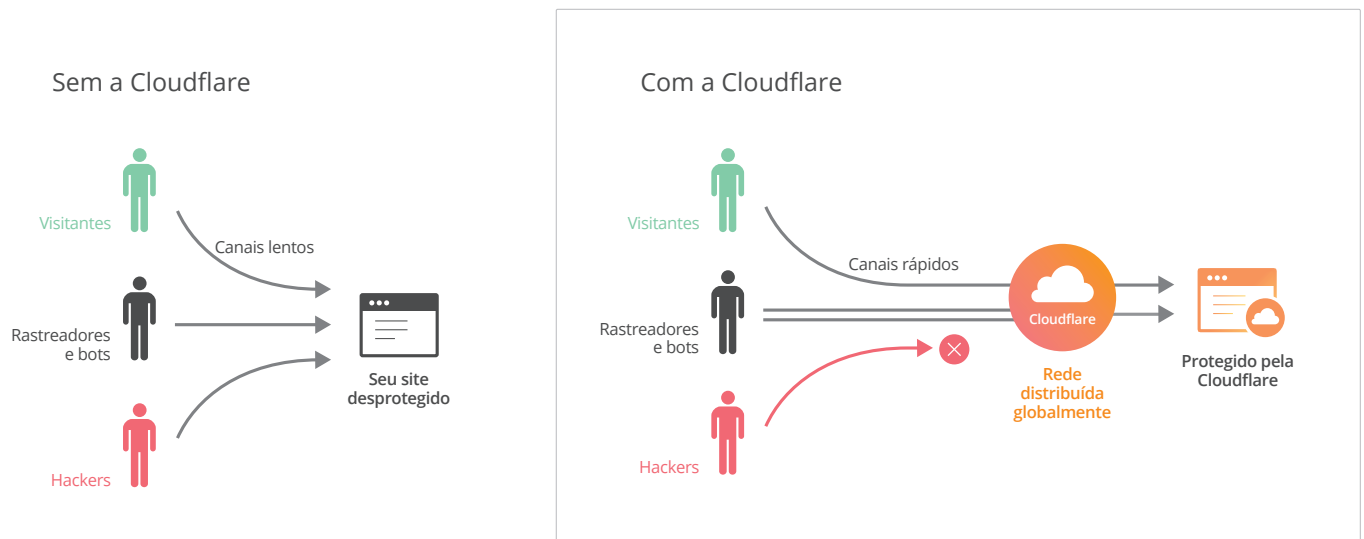 Sem a Cloudflare
Visitantes
Canais lentos
Rastreadores
e bots
Seu site
desprotegido
Hackers
Com a Cloudflare
Visitantes
Canais rápidos
Rastreadores
e bots
Cloudflare
Rede
distribuída
globalmente
Protegido pela
Cloudflare
Hackers